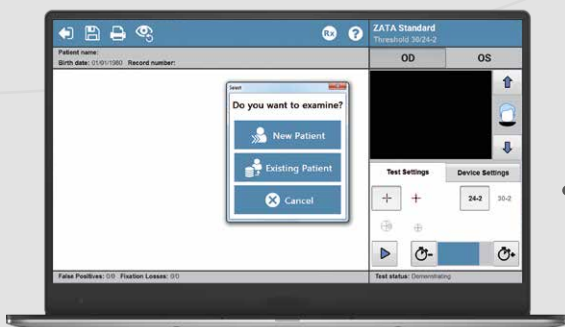 Rx
?
ZATA Standard
Threshold 30/24-2
Patient name:
Birth date: 01/01/1980 Record number:
OD OS
Select
Do you want to examine?
New Patient
Existing Patient
Cancel
Test Settings Device Settings
24-2 30-2
False Positives: 0/0 Fixation Losses: 0/0
Test status: Demonstrating